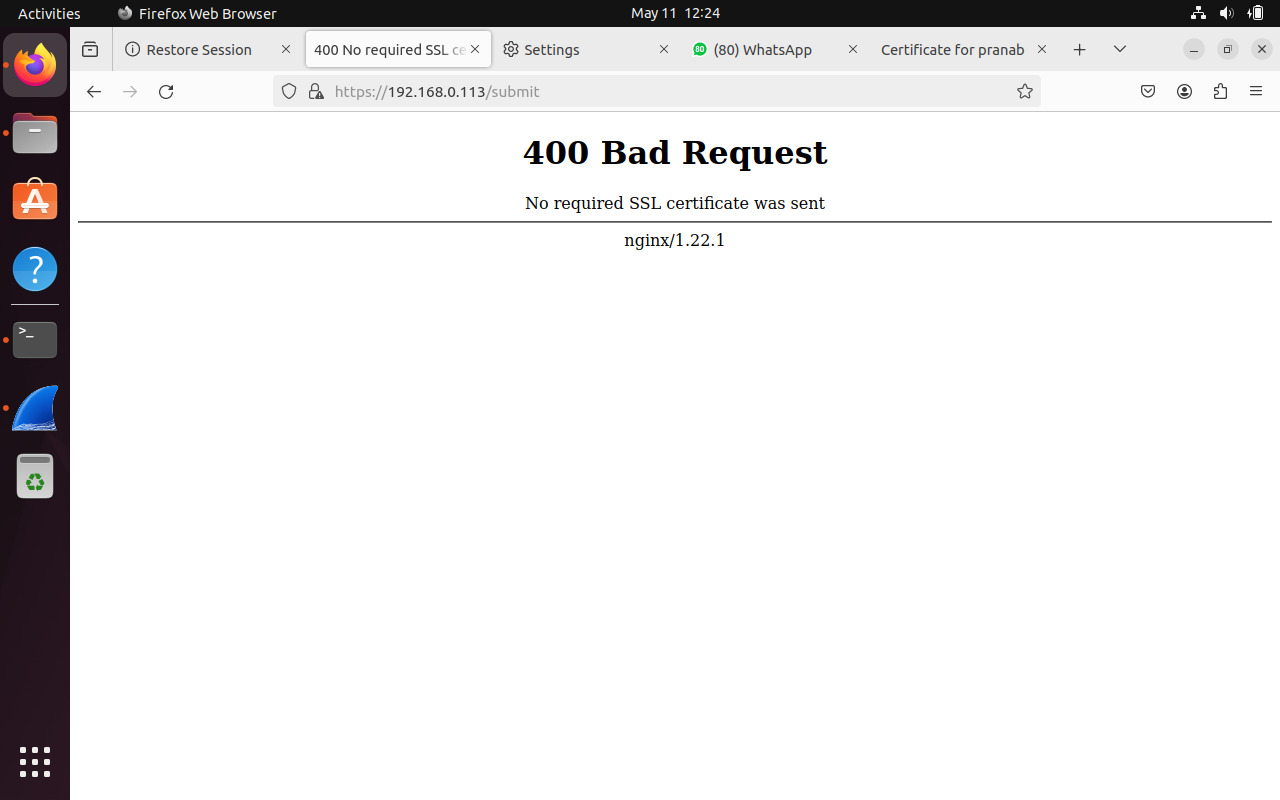 Activities
Firefox Web Browser
May 11 12:24
Restore Session
400 No required SSL ce
Settings
80
(80) WhatsApp
Certificate for pranab
https://192.168.0.113/submit
400 Bad Request
No required SSL certificate was sent
nginx/1.22.1
A
?
>_